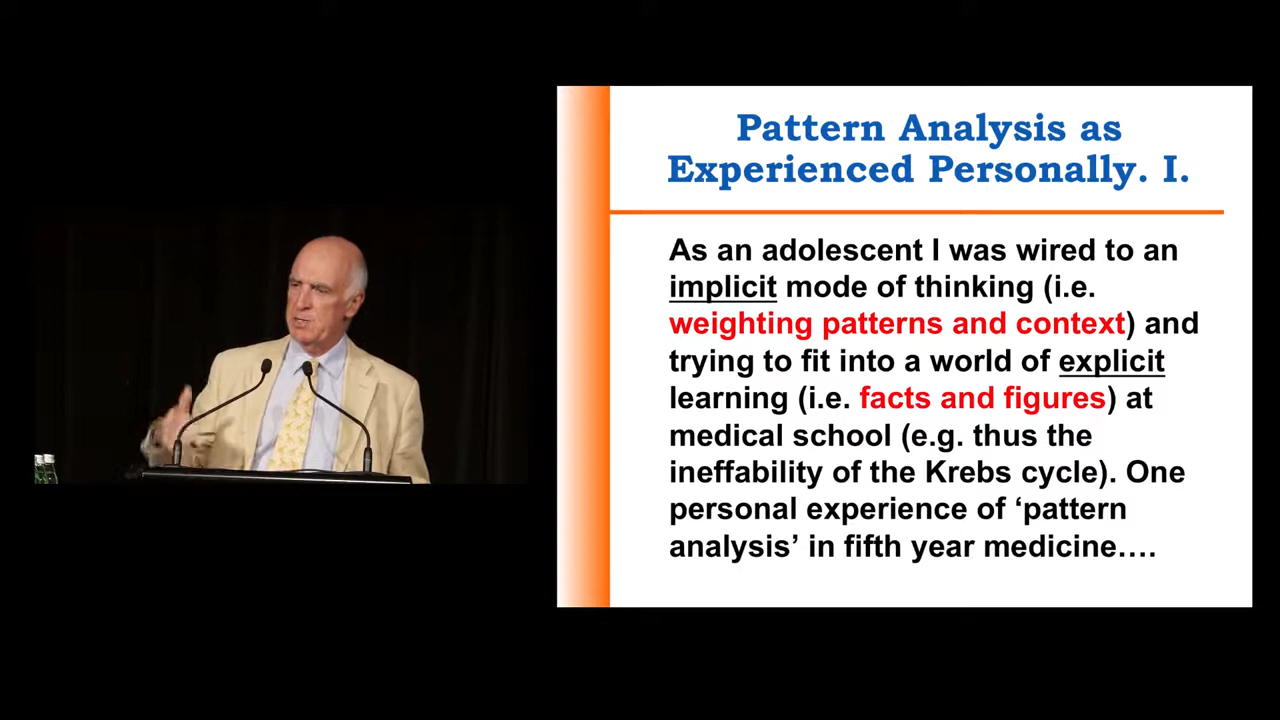 Pattern Analysis as
Experienced Personally. I.
As an adolescent I was wired to an
implicit mode of thinking (i.e.
weighting patterns and context) and
trying to fit into a world of explicit
learning (i.e. facts and figures) at
medical school (e.g. thus the
ineffability of the Krebs cycle). One
personal experience of ‘pattern
analysis’ in fifth year medicine….